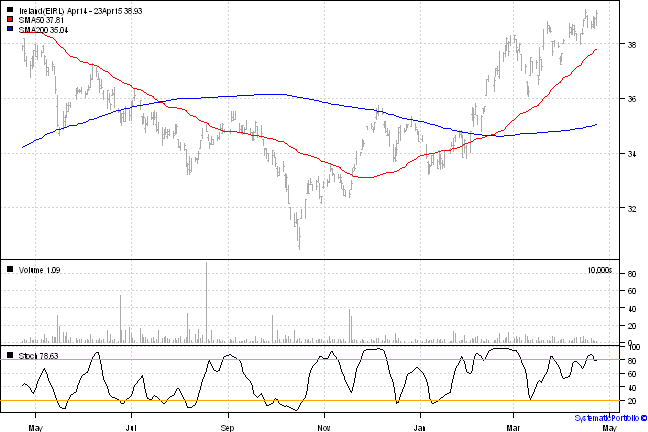 Ireland(EIRL) Apr14 - 23Apr15 38.93
SMA50 37.81
SMA200 35.04
38
36
34
32
Volume 1.09
10,000s
80
60
40
20
0
Stoch 78.63
100
80
60
40
20
May Jul Sep Nov Jan Mar May
SystematicPortfolio ©